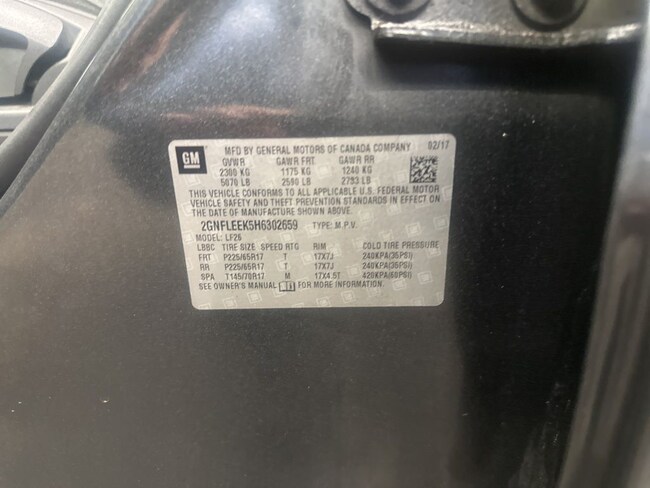 GM
MFD BY GENERAL MOTORS OF CANADA COMPANY 02/17
GVWR GAWR FRT GAWR RR
2300 KG 1175 KG 1240 KG
5070 LB 2590 LB 2733 LB
THIS VEHICLE CONFORMS TO ALL APPLICABLE U.S. FEDERAL MOTOR
VEHICLE SAFETY AND THEFT PREVENTION STANDARDS IN EFFECT ON
THE DATE OF MANUFACTURE SHOWN ABOVE.
2GNFLEEK5H6302659 TYPE: M.P.V.
MODEL: LF26
LBBC TIRE SIZE SPEED RTG RIM COLD TIRE PRESSURE
FRT P225/65R17 T 17X7J 240KPA(35PSI)
RR P225/65R17 T 17X7J 240KPA(35PSI)
SPA T145/70R17 M 17X4.5T 420KPA(60PSI)
SEE OWNER'S MANUAL FOR MORE INFORMATION.